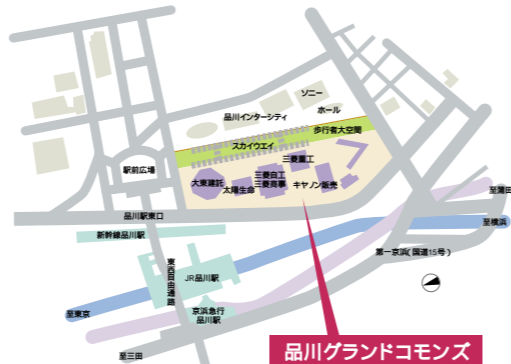 ソニー
品川インターシティ
ホール
歩行者大空間
スカイウエイ
三菱重工
駅前広場
大東建託
太陽生命
三菱自工
三菱商事
キヤノン販売
品川駅東口
至蒲田
新幹線品川駅
至横浜
東西自由通路
第一京浜(国道15号)
JR品川駅
至東京
京浜急行
品川駅
至三田
品川グランドコモンズ